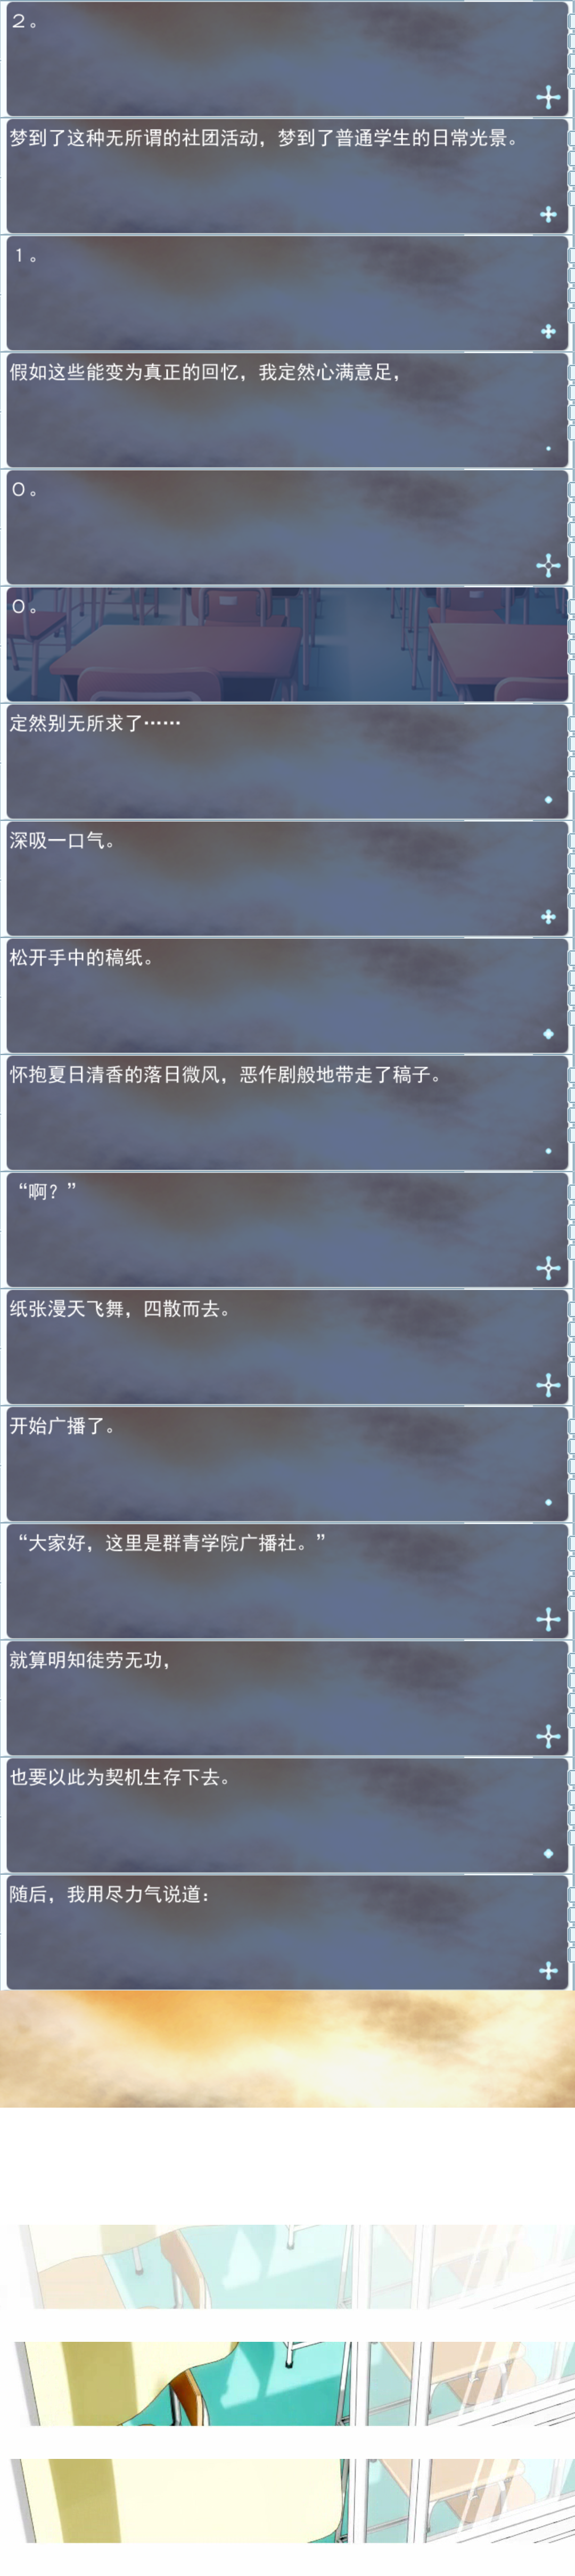 ２。
梦到了这种无所谓的社团活动，梦到了普通学生的日常光景。
１。
假如这些能变为真正的回忆，我定然心满意足，
０。
０。
定然别无所求了……
深吸一口气。
松开手中的稿纸。
怀抱夏日清香的落日微风，恶作剧般地带走了稿子。
“啊？”
纸张漫天飞舞，四散而去。
开始广播了。
“大家好，这里是群青学院广播社。”
就算明知徒劳无功，
也要以此为契机生存下去。
随后，我用尽力气说道：